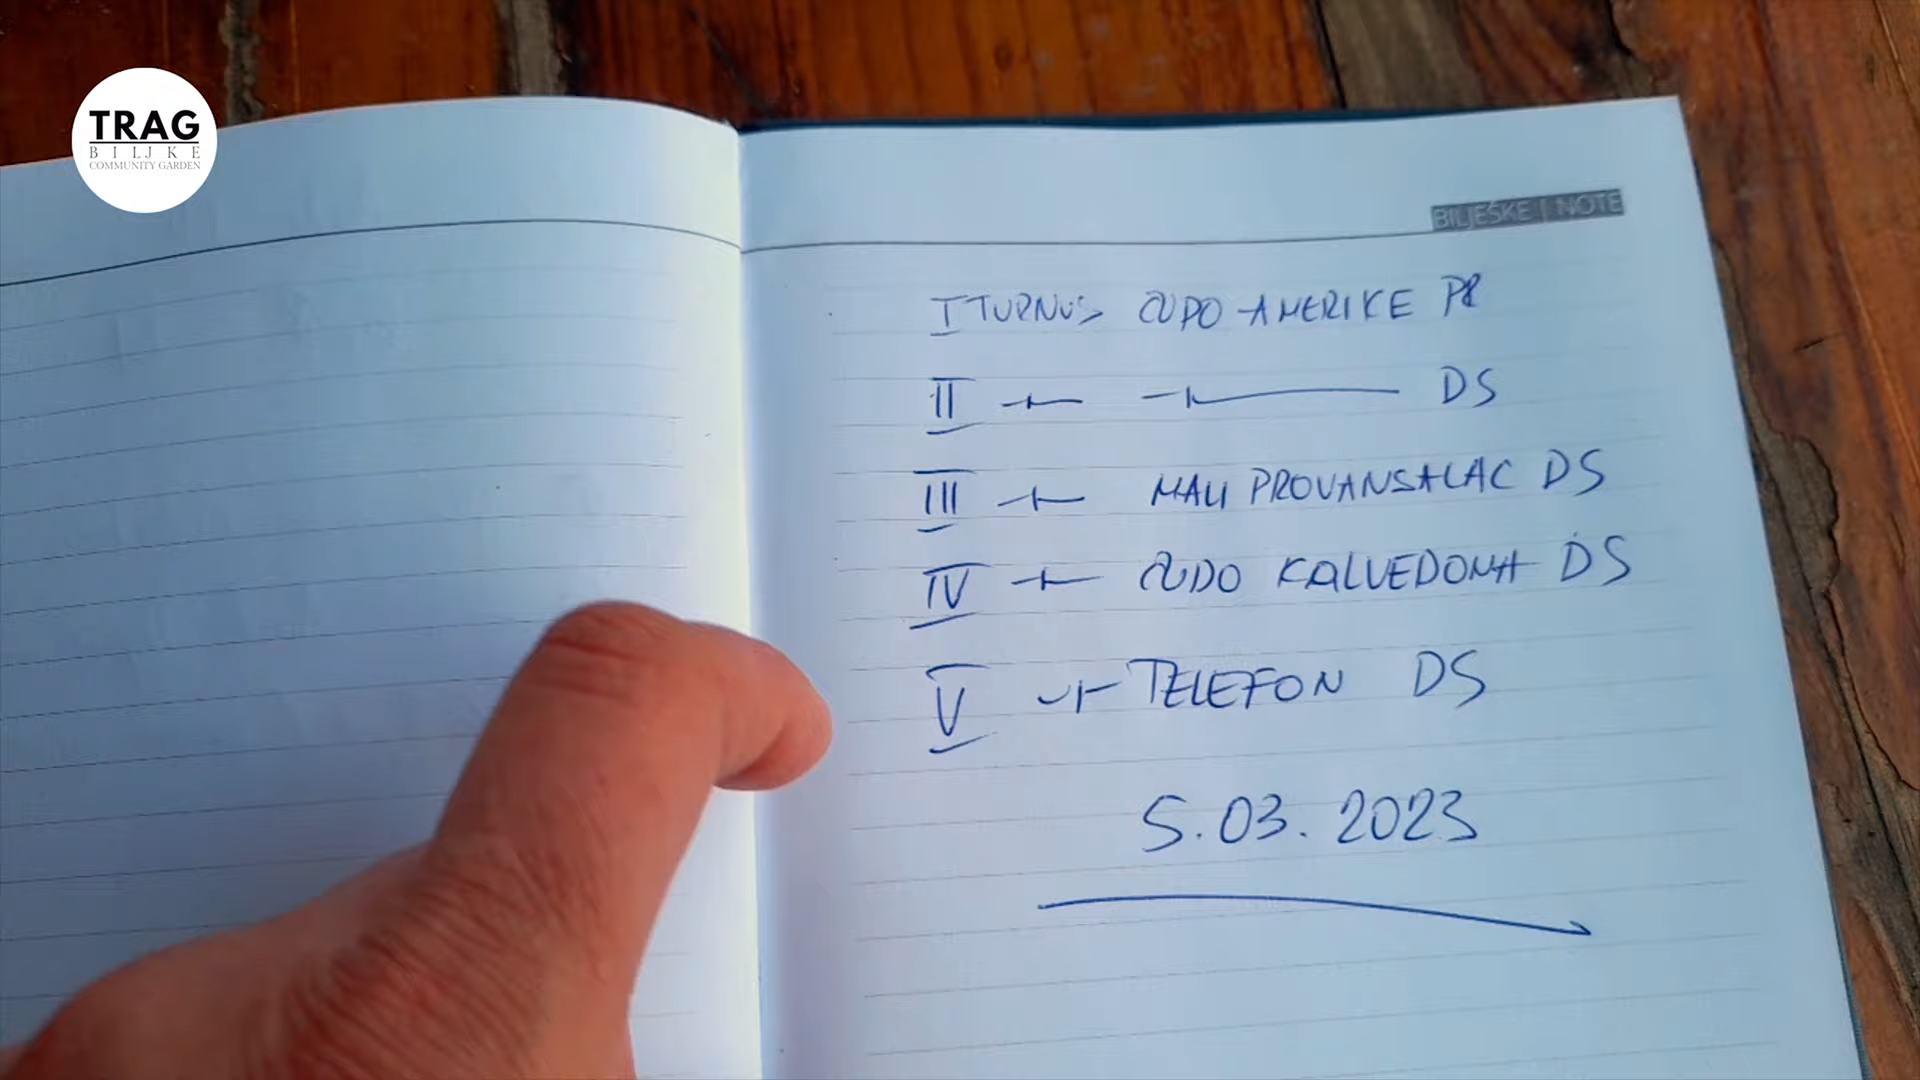 TRAG
BILJKE
COMMUNITY GARDEN
BILJEŠKE | NOTE
I TURNUS ČUDO AMERIKE PR
II -||- -||- DS
III -||- MALI PROVANSALAC DS
IV -||- ČUDO KALVEDONA DS
V -||- TELEFON DS
5.03.2023